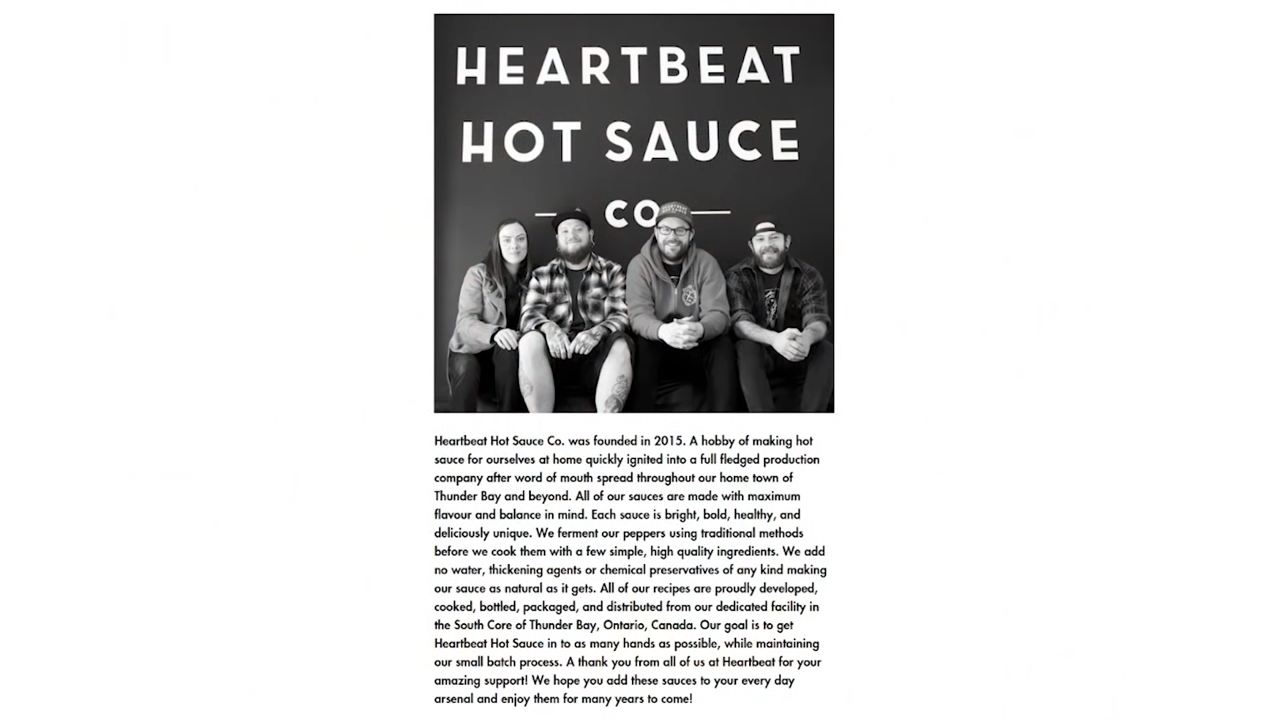 HEARTBEAT
HOT SAUCE
— CO —
Heartbeat Hot Sauce Co. was founded in 2015. A hobby of making hot
sauce for ourselves at home quickly ignited into a full fledged production
company after word of mouth spread throughout our home town of
Thunder Bay and beyond. All of our sauces are made with maximum
flavour and balance in mind. Each sauce is bright, bold, healthy, and
deliciously unique. We ferment our peppers using traditional methods
before we cook them with a few simple, high quality ingredients. We add
no water, thickening agents or chemical preservatives of any kind making
our sauce as natural as it gets. All of our recipes are proudly developed,
cooked, bottled, packaged, and distributed from our dedicated facility in
the South Core of Thunder Bay, Ontario, Canada. Our goal is to get
Heartbeat Hot Sauce in to as many hands as possible, while maintaining
our small batch process. A thank you from all of us at Heartbeat for your
amazing support! We hope you add these sauces to your every day
arsenal and enjoy them for many years to come!